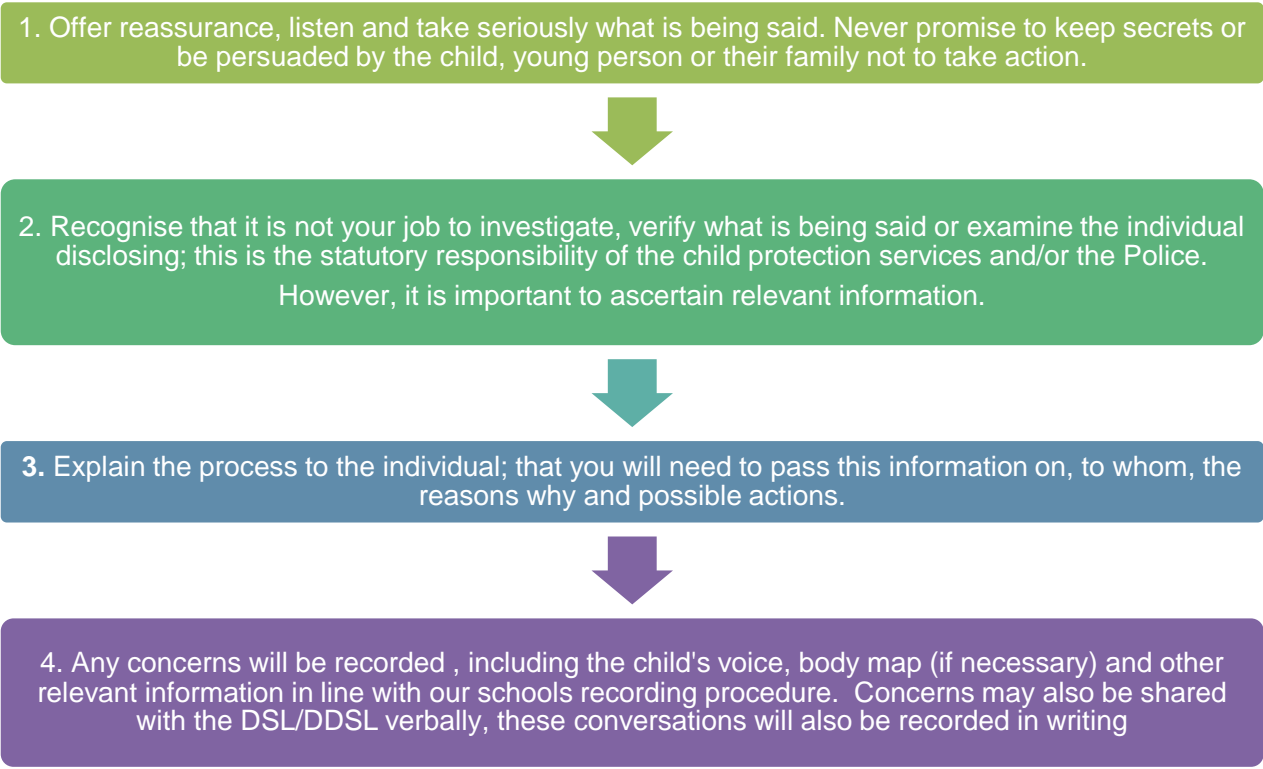 1. Offer reassurance, listen and take seriously what is being said. Never promise to keep secrets or
be persuaded by the child, young person or their family not to take action.
2. Recognise that it is not your job to investigate, verify what is being said or examine the individual
disclosing; this is the statutory responsibility of the child protection services and/or the Police.
However, it is important to ascertain relevant information.
3. Explain the process to the individual; that you will need to pass this information on, to whom, the
reasons why and possible actions.
4. Any concerns will be recorded , including the child's voice, body map (if necessary) and other
relevant information in line with our schools recording procedure.  Concerns may also be shared
with the DSL/DDSL verbally, these conversations will also be recorded in writing